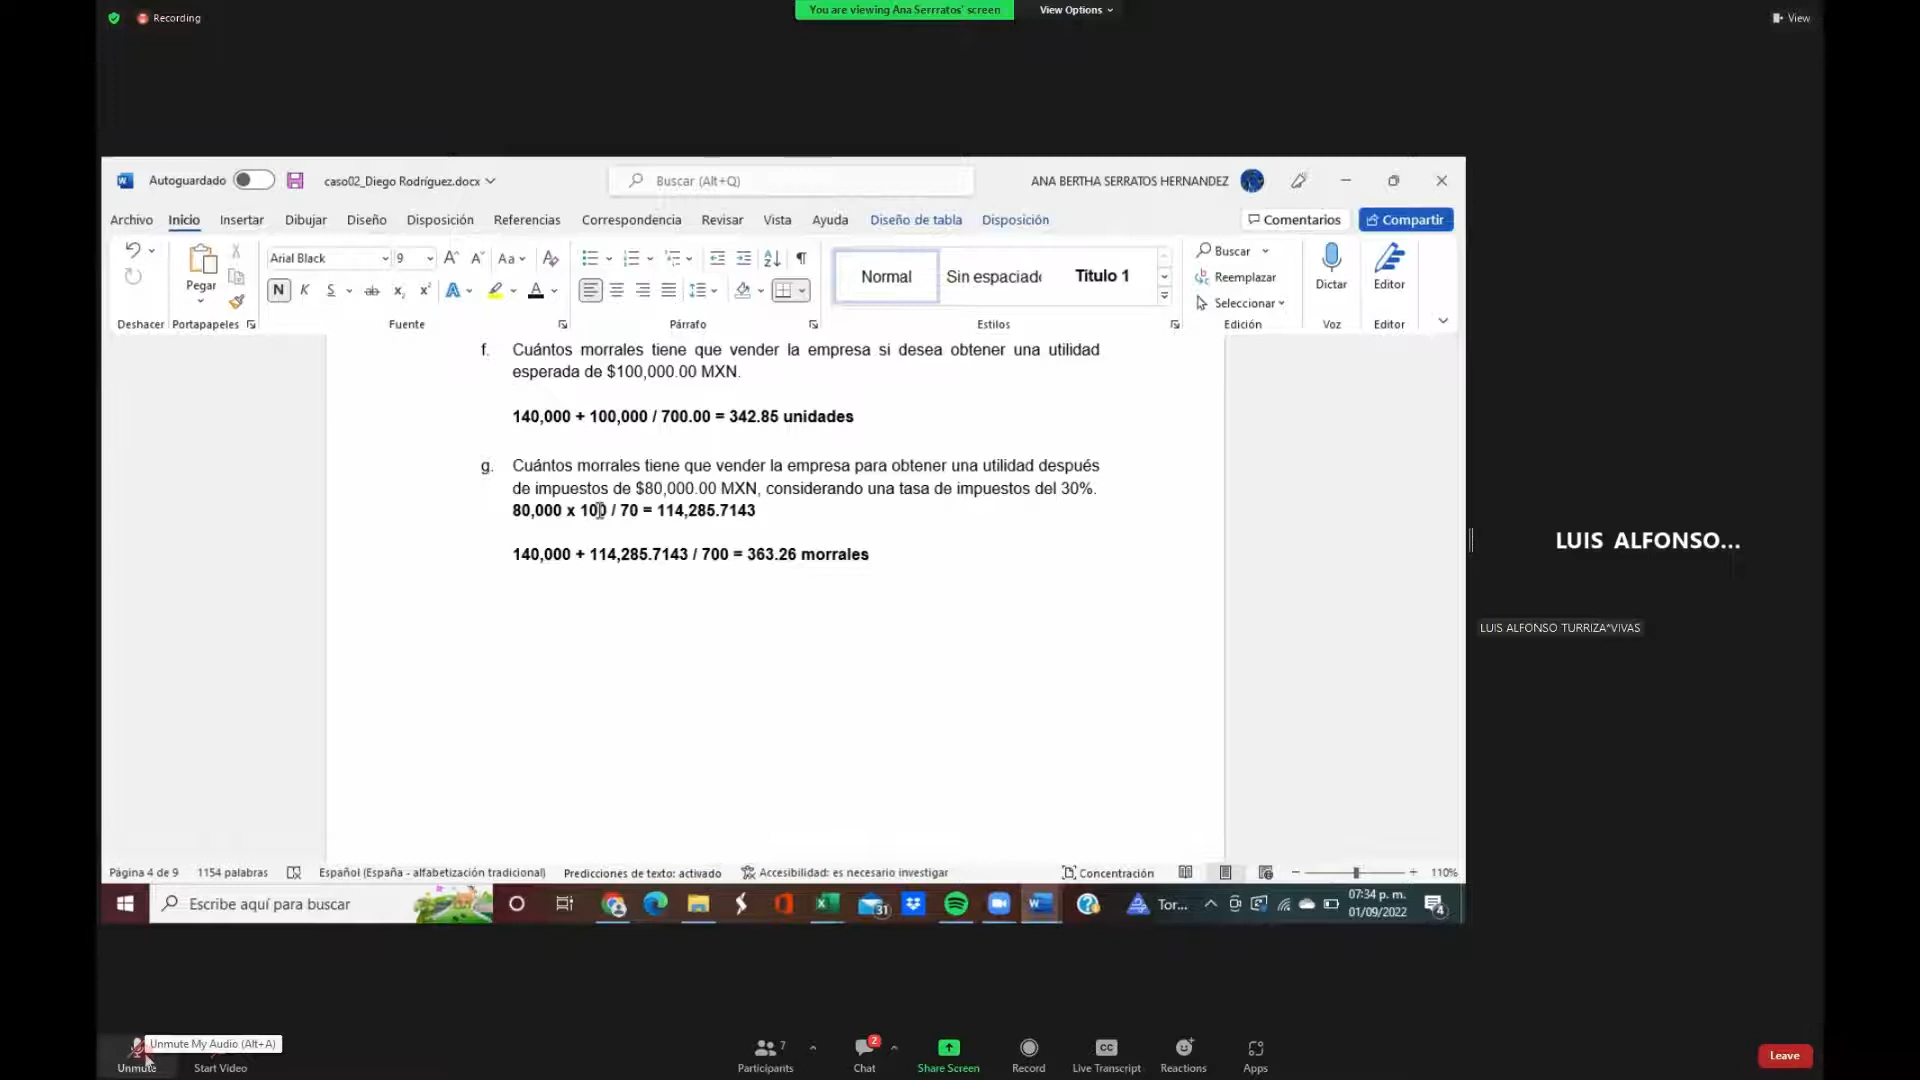 Recording
You are viewing Ana Serrratos' screen
View Options
View
Autoguardado
caso02_Diego Rodríguez.docx
Buscar (Alt+Q)
ANA BERTHA SERRATOS HERNANDEZ
Archivo Inicio Insertar Dibujar Diseño Disposición Referencias Correspondencia Revisar Vista Ayuda Diseño de tabla Disposición
Comentarios
Compartir
Arial Black 9
Pegar
Normal
Sin espaciado
Título 1
Buscar
Reemplazar
Seleccionar
Dictar
Editor
Deshacer Portapapeles Fuente Párrafo Estilos Edición Voz Editor
f. Cuántos morrales tiene que vender la empresa si desea obtener una utilidad
esperada de $100,000.00 MXN.
140,000 + 100,000 / 700.00 = 342.85 unidades
g. Cuántos morrales tiene que vender la empresa para obtener una utilidad después
de impuestos de $80,000.00 MXN, considerando una tasa de impuestos del 30%.
80,000 x 100 / 70 = 114,285.7143
140,000 + 114,285.7143 / 700 = 363.26 morrales
LUIS ALFONSO...
LUIS ALFONSO TURRIZA*VIVAS
Página 4 de 9 1154 palabras Español (España - alfabetización tradicional) Predicciones de texto: activado Accesibilidad: es necesario investigar Concentración 110%
Escribe aquí para buscar
31
Tor...
07:34 p. m.
01/09/2022
4
Unmute My Audio (Alt+A)
Unmute
Start Video
Participants 7
Chat 2
Share Screen
Record
CC
Live Transcript
Reactions
Apps
Leave